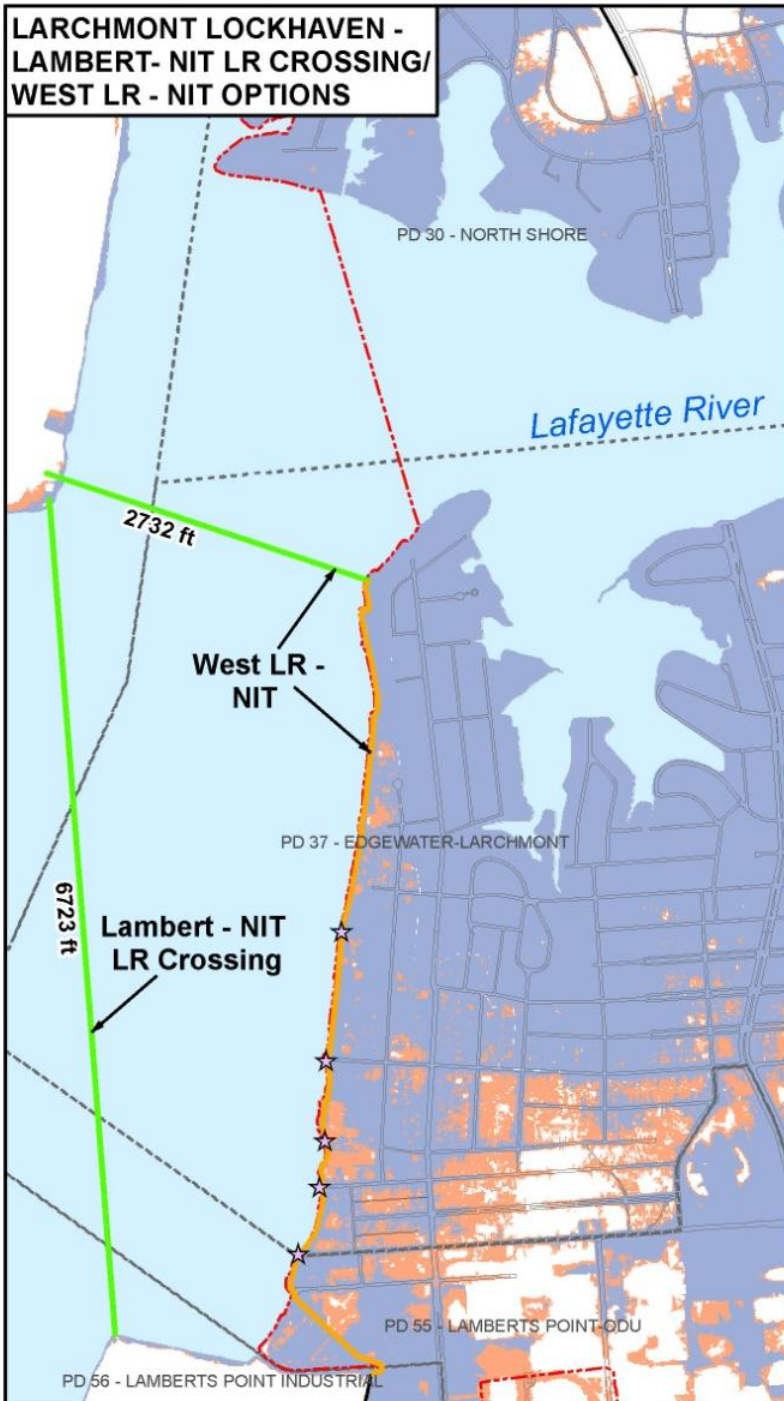 LARCHMONT LOCKHAVEN -
LAMBERT- NIT LR CROSSING/
WEST LR - NIT OPTIONS
PD 30 - NORTH SHORE
Lafayette River
2732 ft
West LR -
NIT
PD 37 - EDGEWATER-LARCHMONT
6723 ft
Lambert - NIT
LR Crossing
PD 55 - LAMBERTS POINT-ODU
PD 56 - LAMBERTS POINT INDUSTRIAL